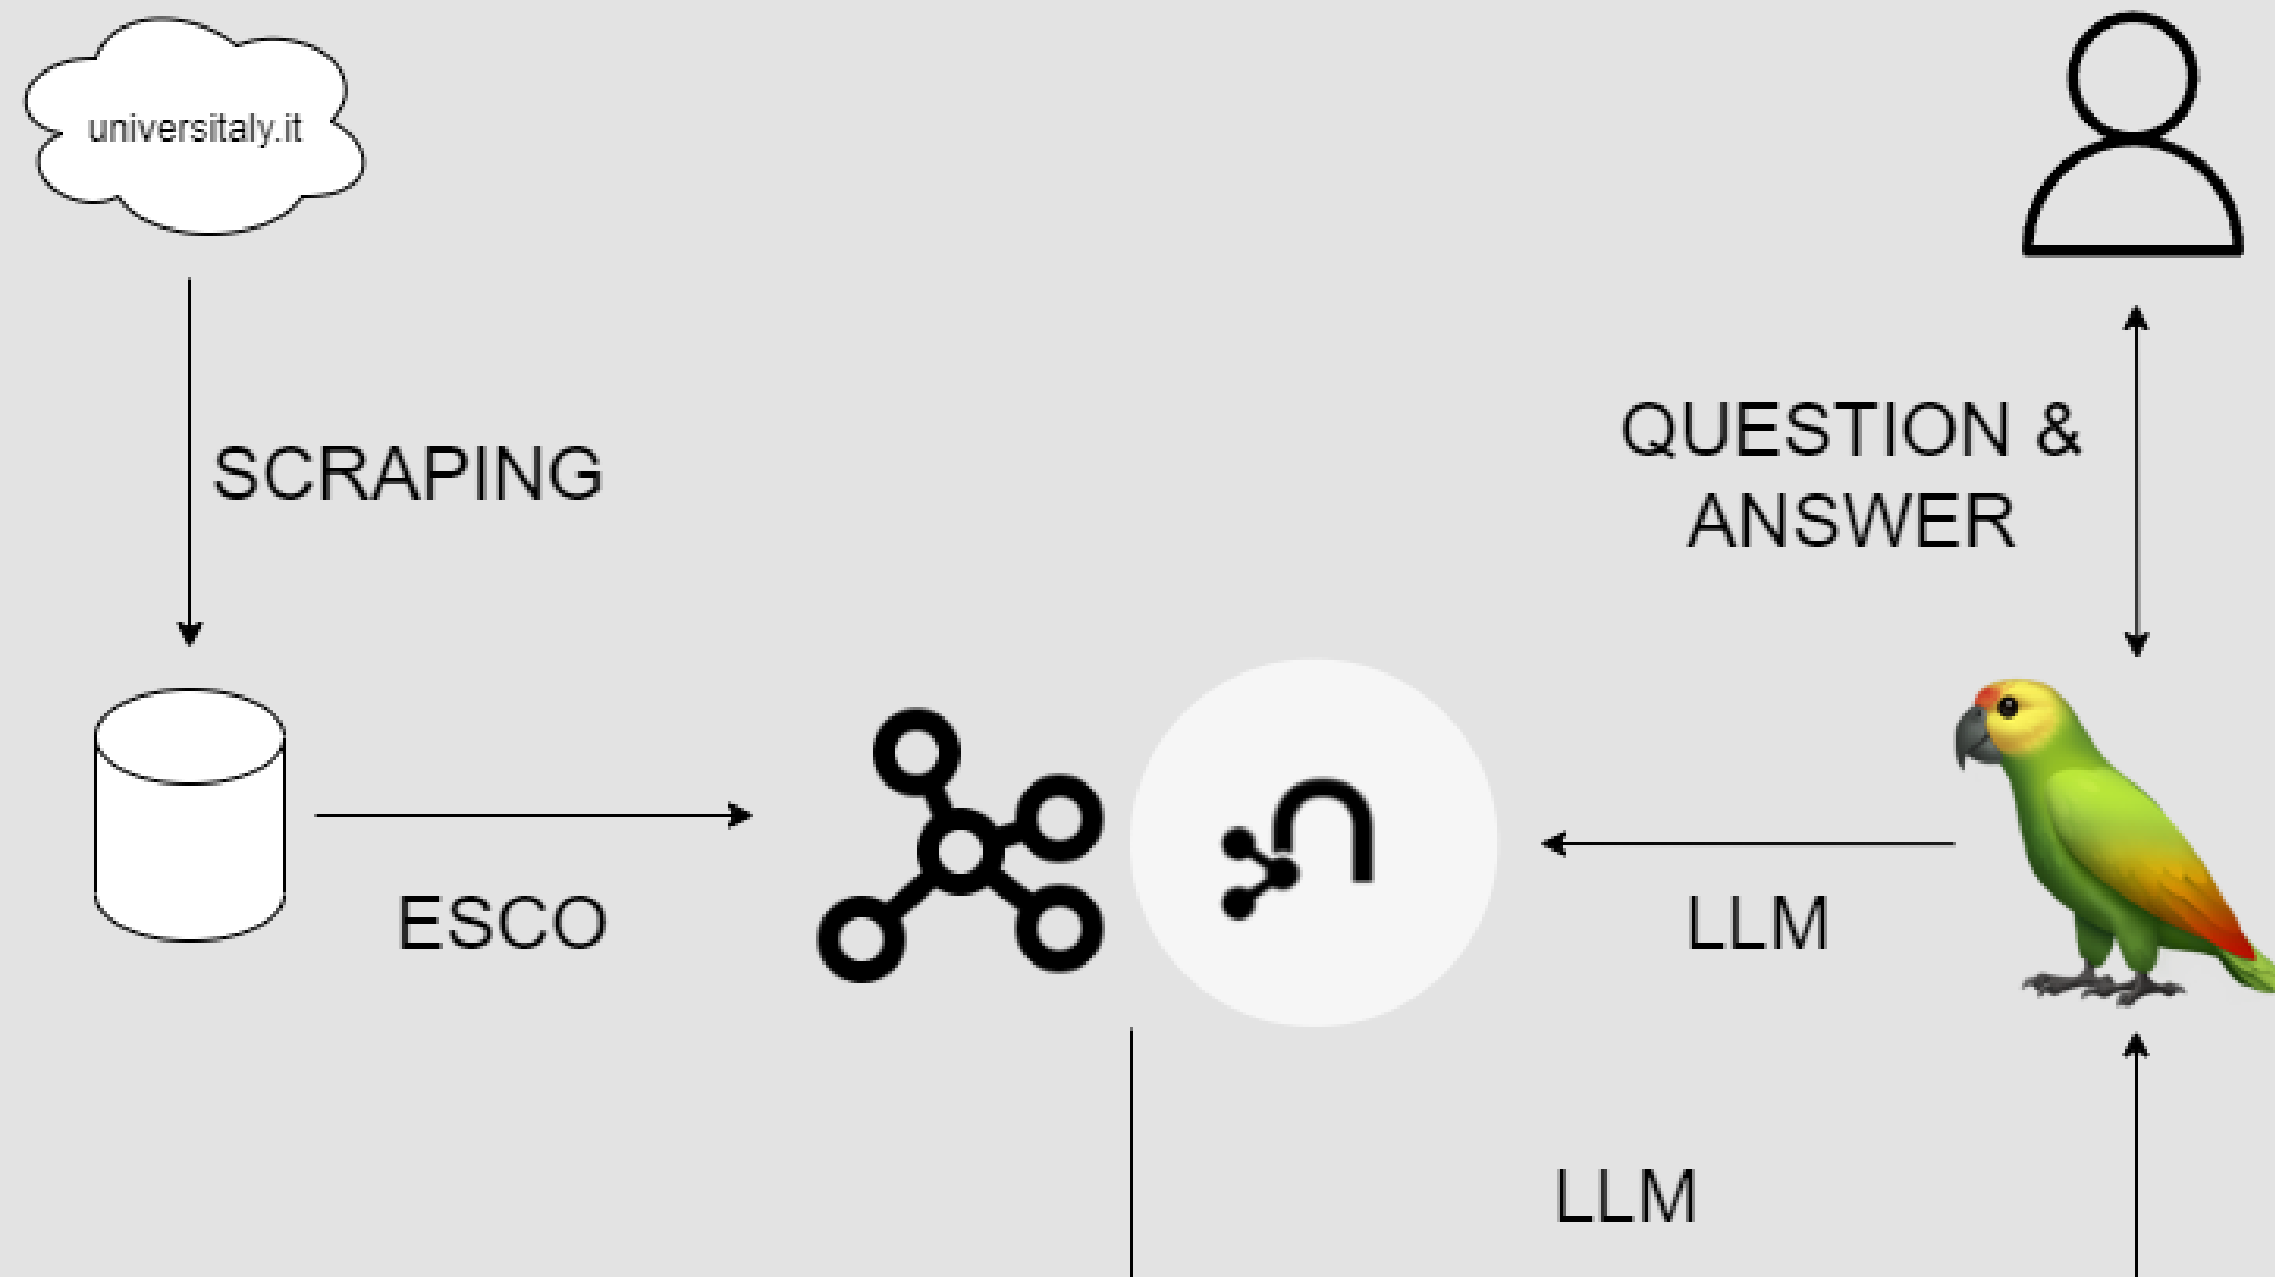 universitaly.it
SCRAPING
QUESTION &
ANSWER
ESCO
LLM
LLM